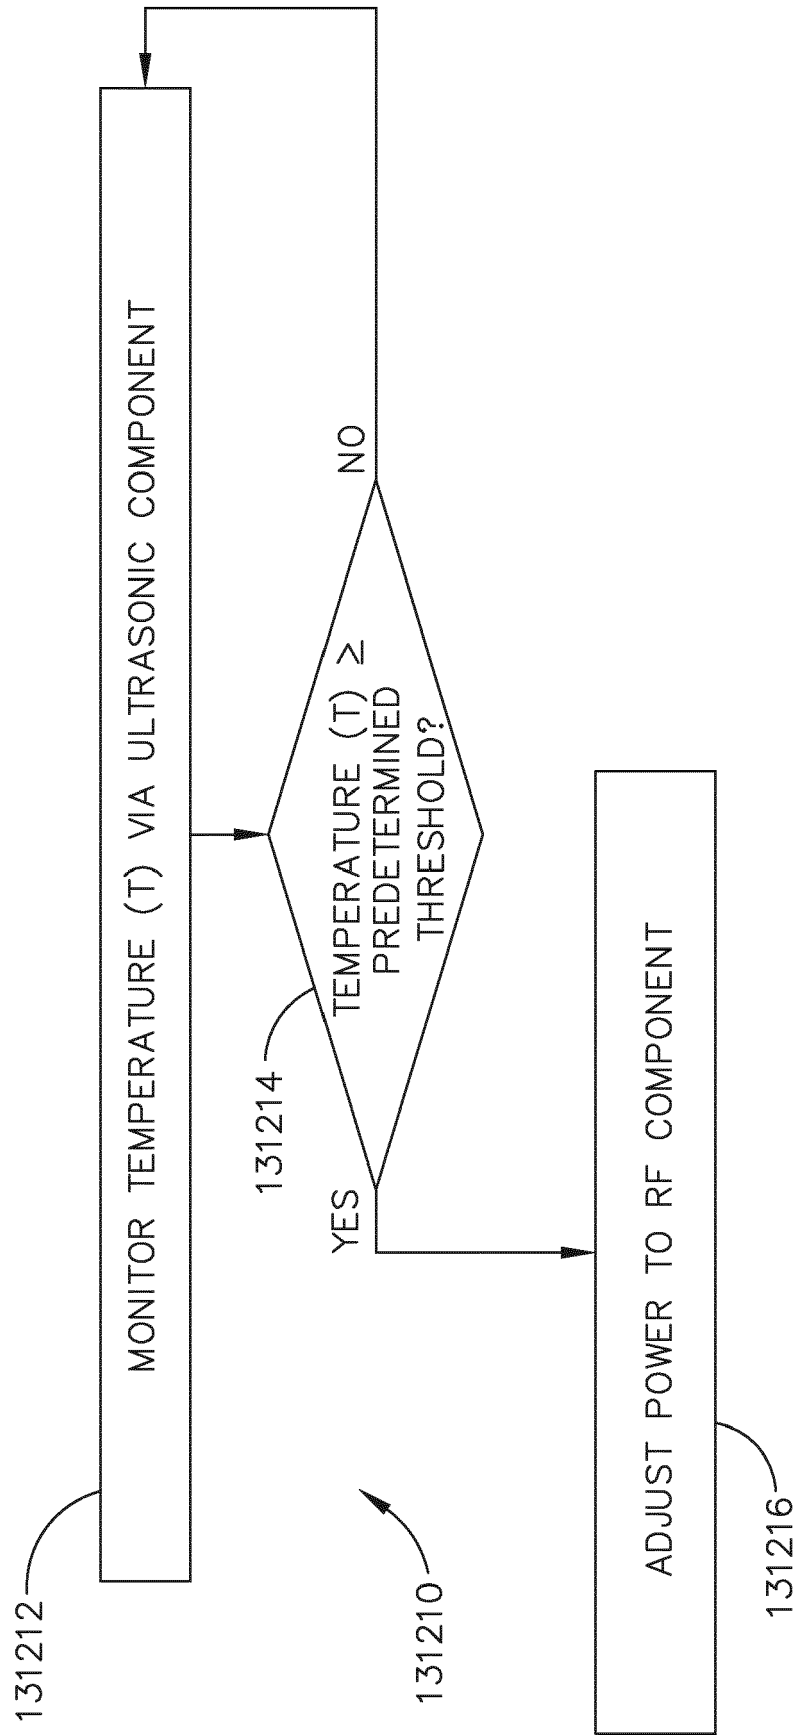 131212
MONITOR TEMPERATURE (T) VIA ULTRASONIC COMPONENT
131214
TEMPERATURE (T) ≥
PREDETERMINED
THRESHOLD?
YES
NO
131210
ADJUST POWER TO RF COMPONENT
131216